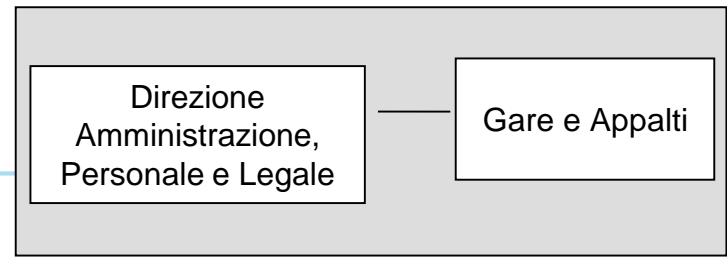 Direzione
Amministrazione,
Personale e Legale
Gare e Appalti